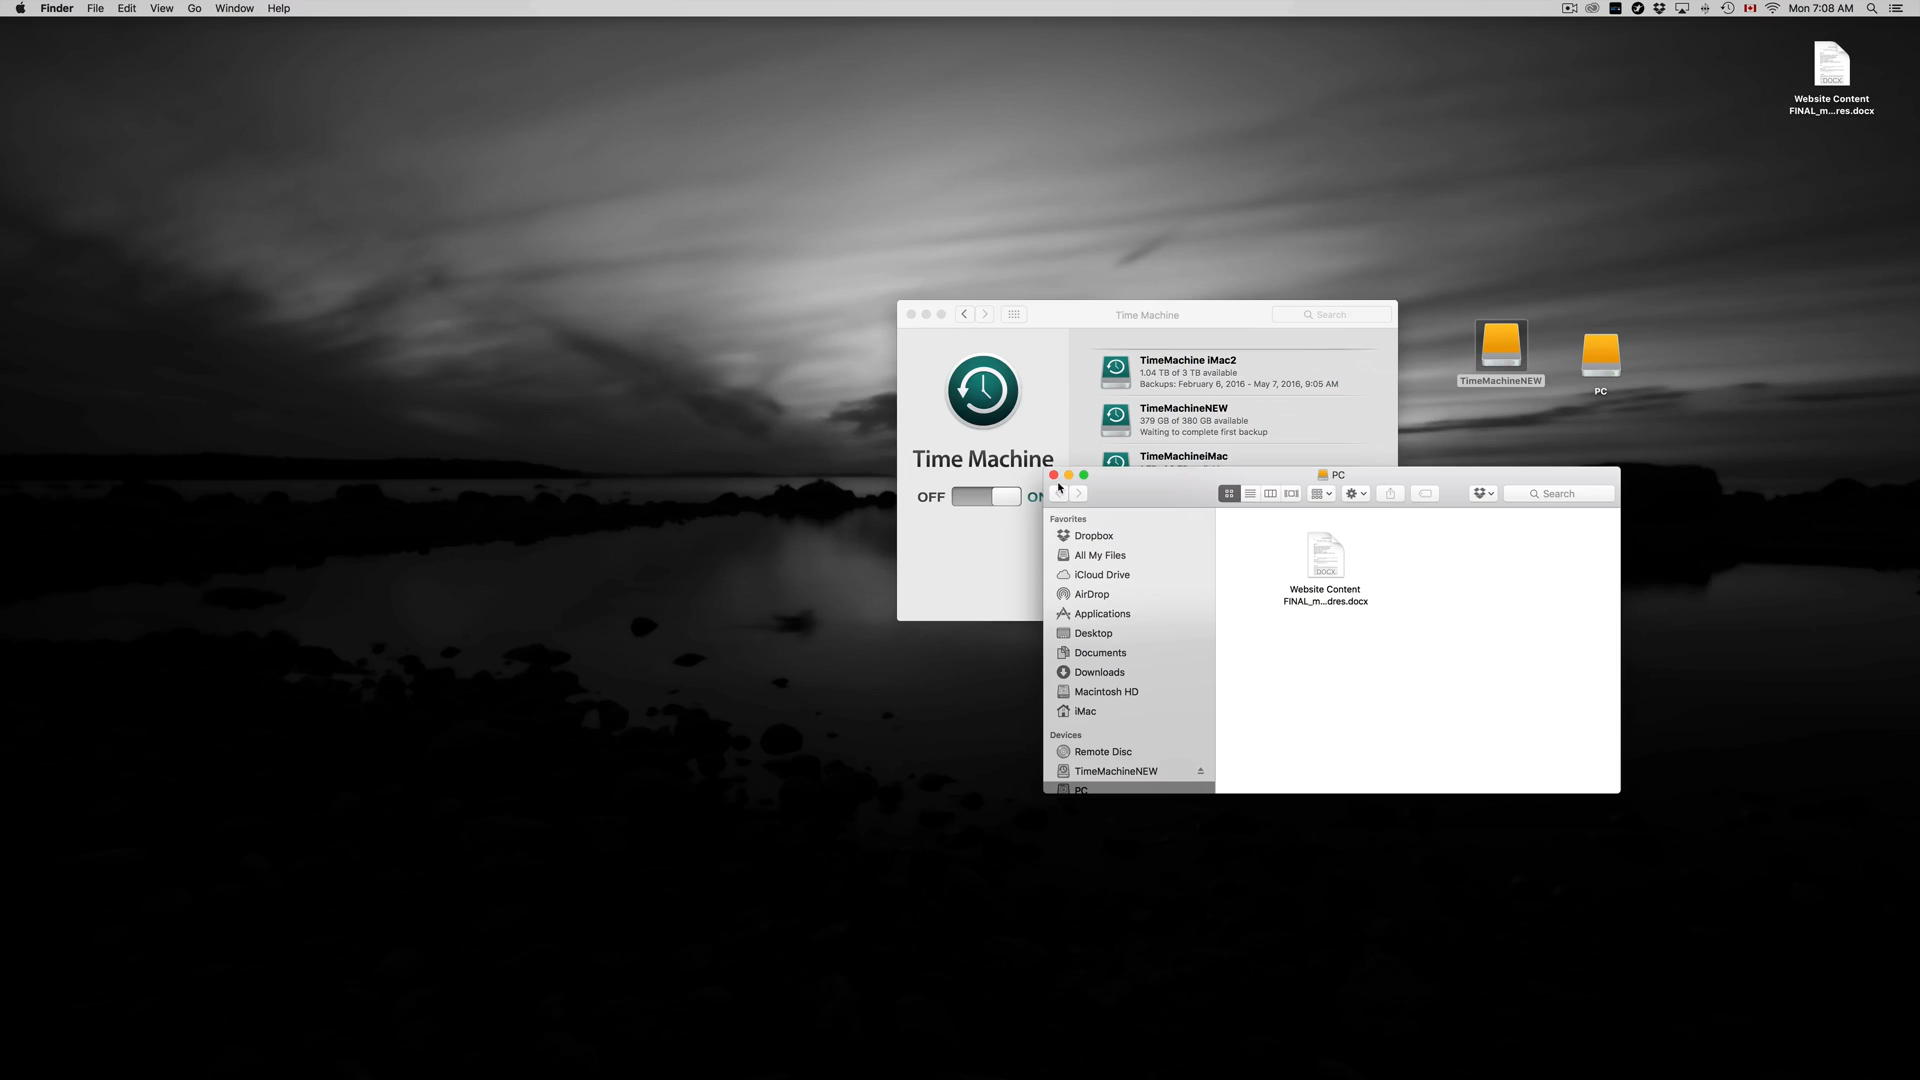 Finder File Edit View Go Window Help
Mon 7:08 AM
DOCX
Website Content
FINAL_m...res.docx
Time Machine
Search
TimeMachine iMac2
1.04 TB of 3 TB available
Backups: February 6, 2016 - May 7, 2016, 9:05 AM
TimeMachineNEW
379 GB of 380 GB available
Waiting to complete first backup
TimeMachineiMac
Time Machine
OFF ON
TimeMachineNEW
PC
PC
Search
Favorites
Dropbox
All My Files
iCloud Drive
AirDrop
Applications
Desktop
Documents
Downloads
Macintosh HD
iMac
Devices
Remote Disc
TimeMachineNEW
PC
DOCX
Website Content
FINAL_m...dres.docx